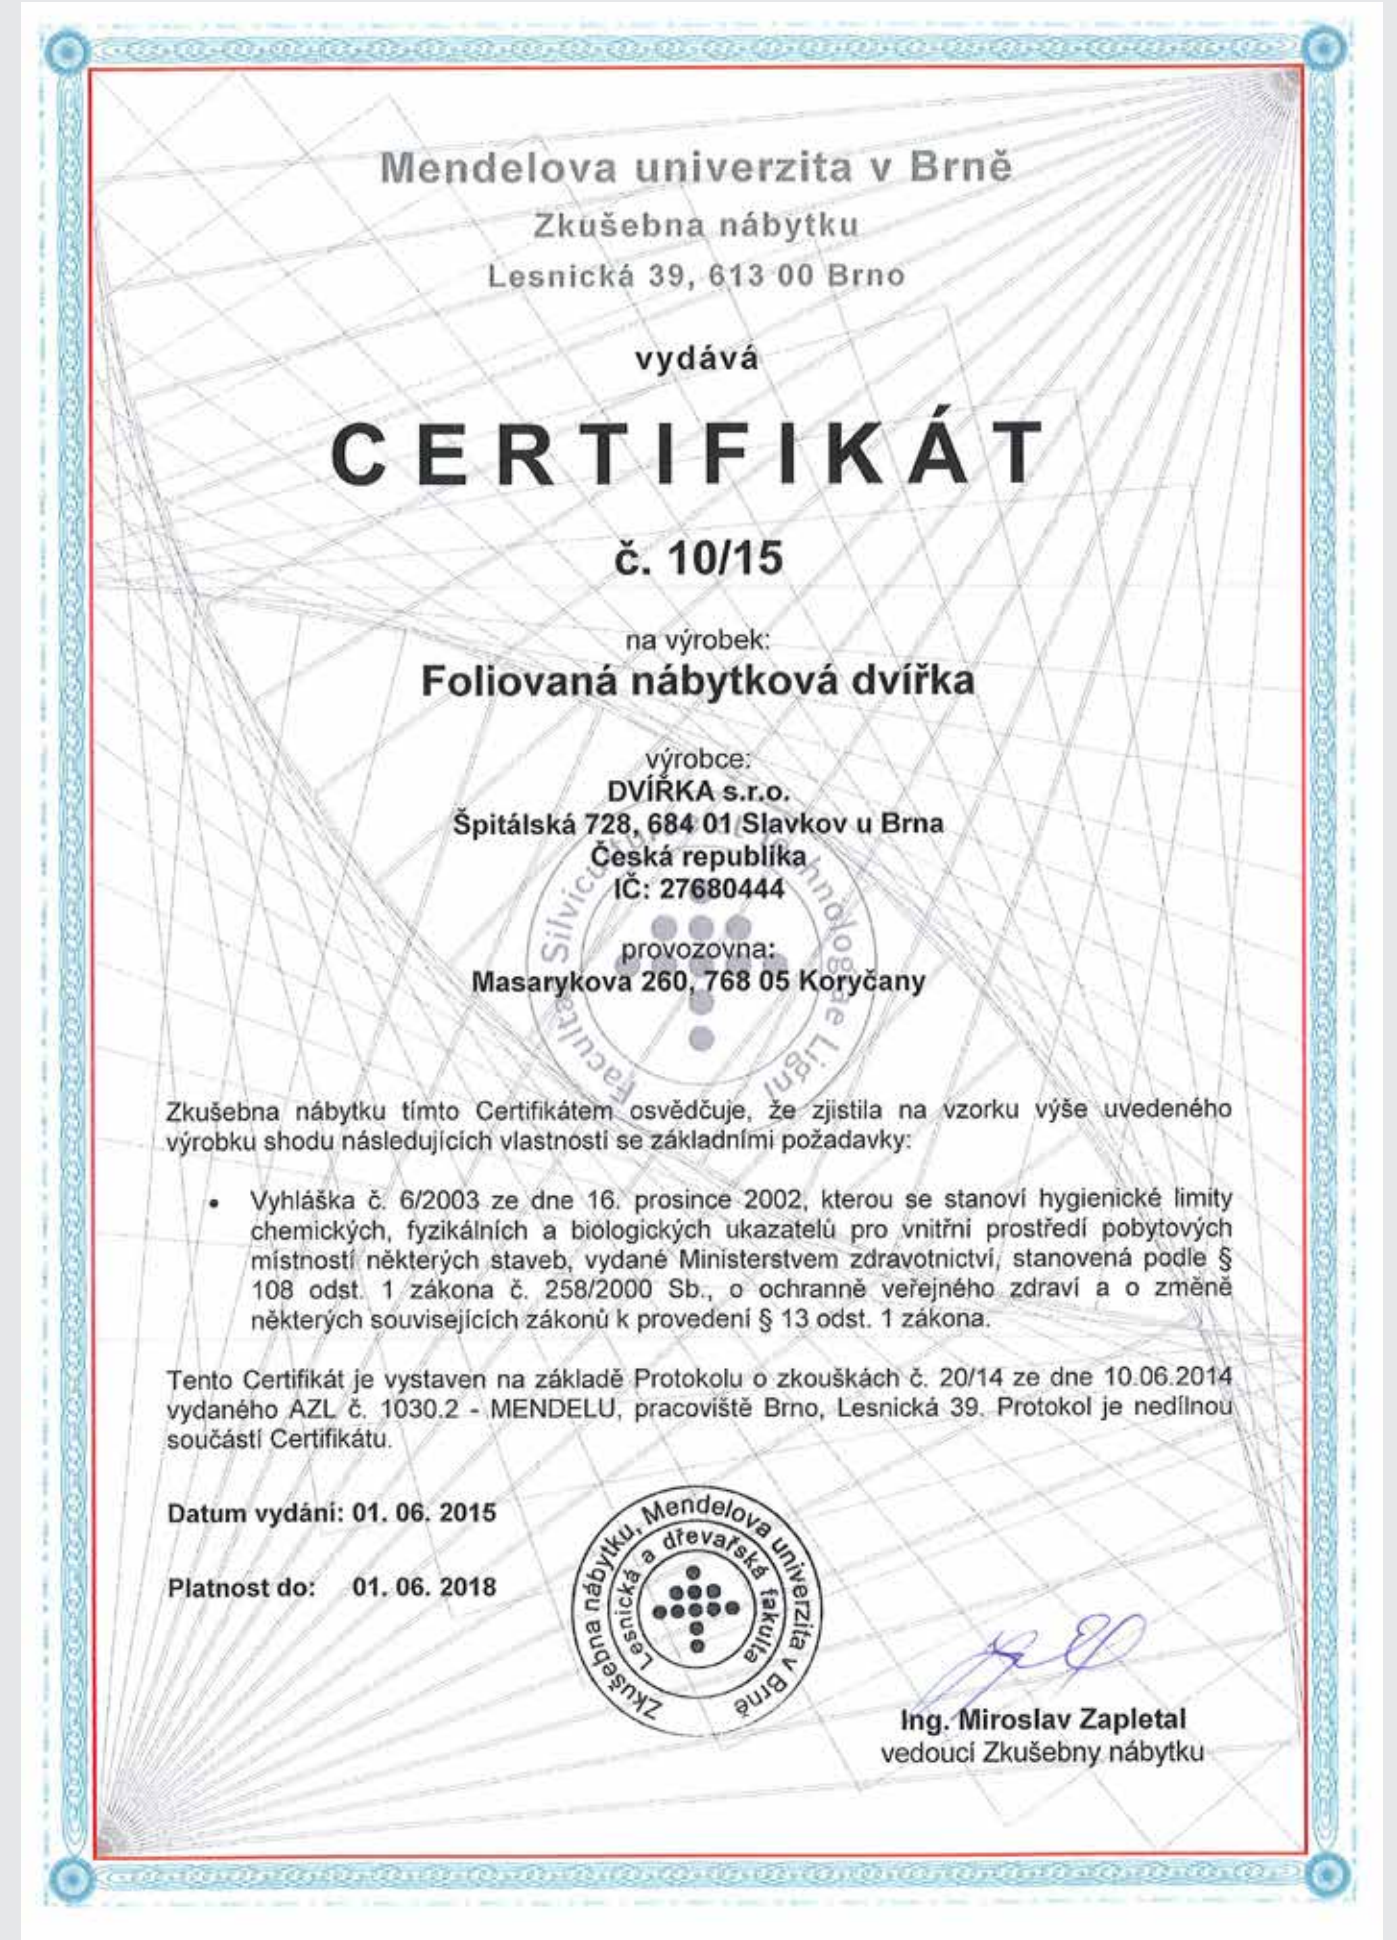 Mendelova univerzita v Brně
Zkušebna nábytku
Lesnická 39, 613 00 Brno
vydává
CERTIFIKÁT
č. 10/15
na výrobek:
Foliovaná nábytková dvířka
výrobce:
DVÍŘKA s.r.o.
Špitálská 728, 684 01 Slavkov u Brna
Česká republika
IČ: 27680444
provozovna:
Masarykova 260, 768 05 Koryčany
Zkušebna nábytku tímto Certifikátem osvědčuje, že zjistila na vzorku výše uvedeného
výrobku shodu následujících vlastností se základními požadavky:
• Vyhláška č. 6/2003 ze dne 16. prosince 2002, kterou se stanoví hygienické limity
chemických, fyzikálních a biologických ukazatelů pro vnitřní prostředí pobytových
místností některých staveb, vydané Ministerstvem zdravotnictví, stanovená podle §
108 odst. 1 zákona č. 258/2000 Sb., o ochranně veřejného zdraví a o změně
některých souvisejících zákonů k provedení § 13 odst. 1 zákona.
Tento Certifikát je vystaven na základě Protokolu o zkouškách č. 20/14 ze dne 10.06.2014
vydaného AZL č. 1030.2 - MENDELU, pracoviště Brno, Lesnická 39. Protokol je nedílnou
součástí Certifikátu.
Datum vydání: 01. 06. 2015
Platnost do: 01. 06. 2018
Zkušebna nábytku, Mendelova univerzita v Brně
Lesnická a dřevařská fakulta
Ing. Miroslav Zapletal
vedoucí Zkušebny nábytku